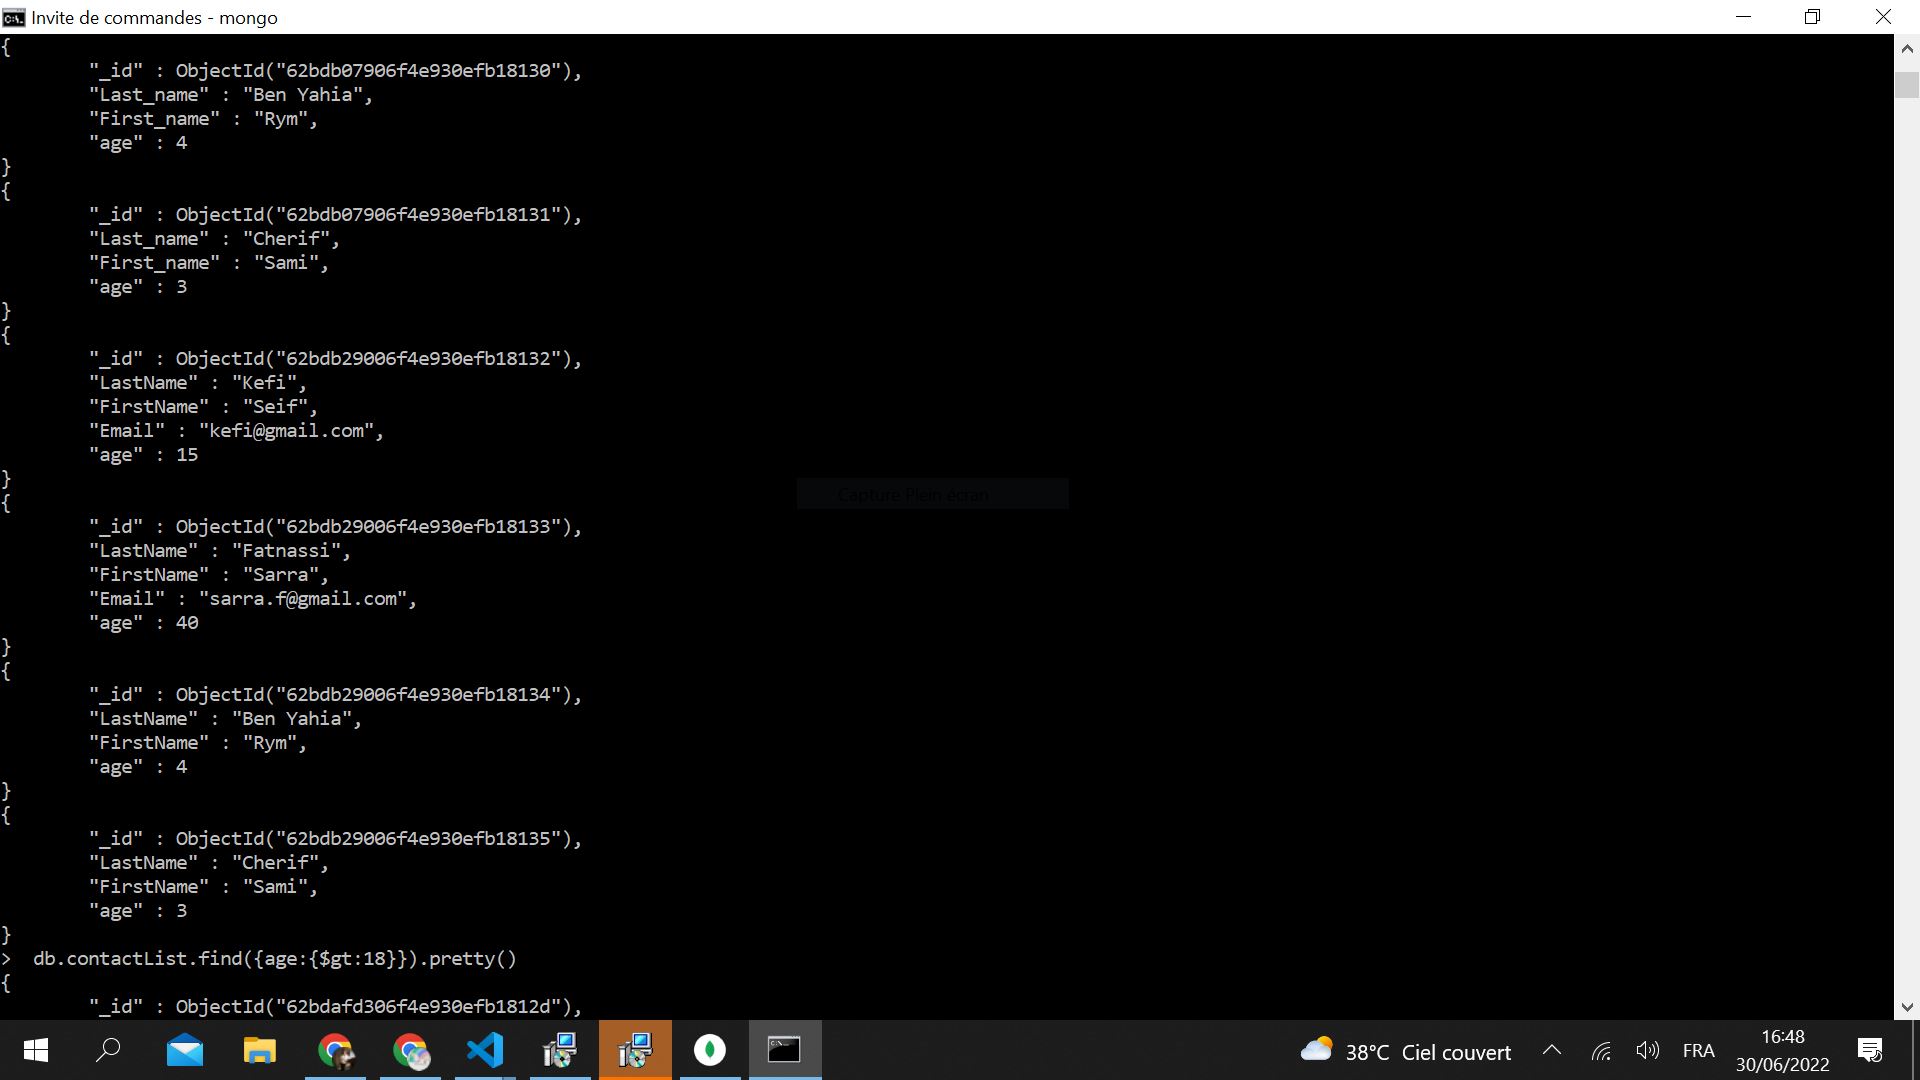 Invite de commandes - mongo
{
"_id" : ObjectId("62bdb07906f4e930efb18130"),
"Last_name" : "Ben Yahia",
"First_name" : "Rym",
"age" : 4
}
{
"_id" : ObjectId("62bdb07906f4e930efb18131"),
"Last_name" : "Cherif",
"First_name" : "Sami",
"age" : 3
}
{
"_id" : ObjectId("62bdb29006f4e930efb18132"),
"LastName" : "Kefi",
"FirstName" : "Seif",
"Email" : "kefi@gmail.com",
"age" : 15
}
{
"_id" : ObjectId("62bdb29006f4e930efb18133"),
"LastName" : "Fatnassi",
"FirstName" : "Sarra",
"Email" : "sarra.f@gmail.com",
"age" : 40
}
{
"_id" : ObjectId("62bdb29006f4e930efb18134"),
"LastName" : "Ben Yahia",
"FirstName" : "Rym",
"age" : 4
}
{
"_id" : ObjectId("62bdb29006f4e930efb18135"),
"LastName" : "Cherif",
"FirstName" : "Sami",
"age" : 3
}
>  db.contactList.find({age:{$gt:18}}).pretty()
{
"_id" : ObjectId("62bdafd306f4e930efb1812d"),
Capture Plein écran
38°C Ciel couvert
FRA
16:48
30/06/2022